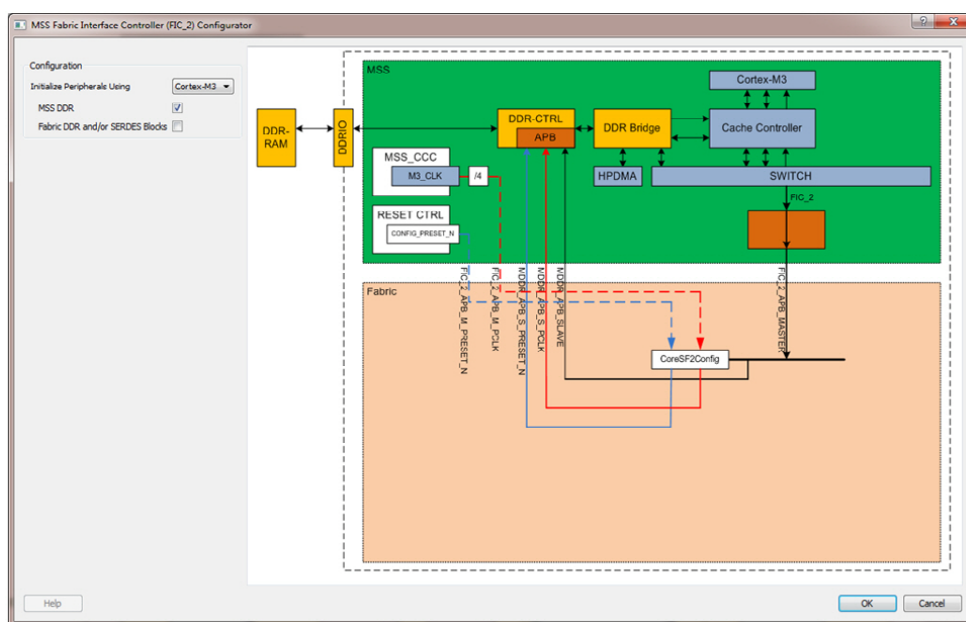 MSS Fabric Interface Controller (FIC_2) Configurator
Configuration
Initialize Peripherals Using
Cortex-M3
MSS DDR
Fabric DDR and/or SERDES Blocks
MSS
Cortex-M3
DDR-RAM
DDRIO
DDR-CTRL
APB
DDR Bridge
Cache Controller
MSS_CCC
M3_CLK
/4
HPDMA
SWITCH
FIC_2
RESET CTRL
CONFIG_PRESET_N
FIC_2_APB_M_PRESET_N
FIC_2_APB_M_PCLK
MDDR_APB_S_PRESET_N
MDDR_APB_S_PCLK
MDDR_APB_SLAVE
FIC_2_APB_MASTER
Fabric
CoreSF2Config
Help
OK
Cancel